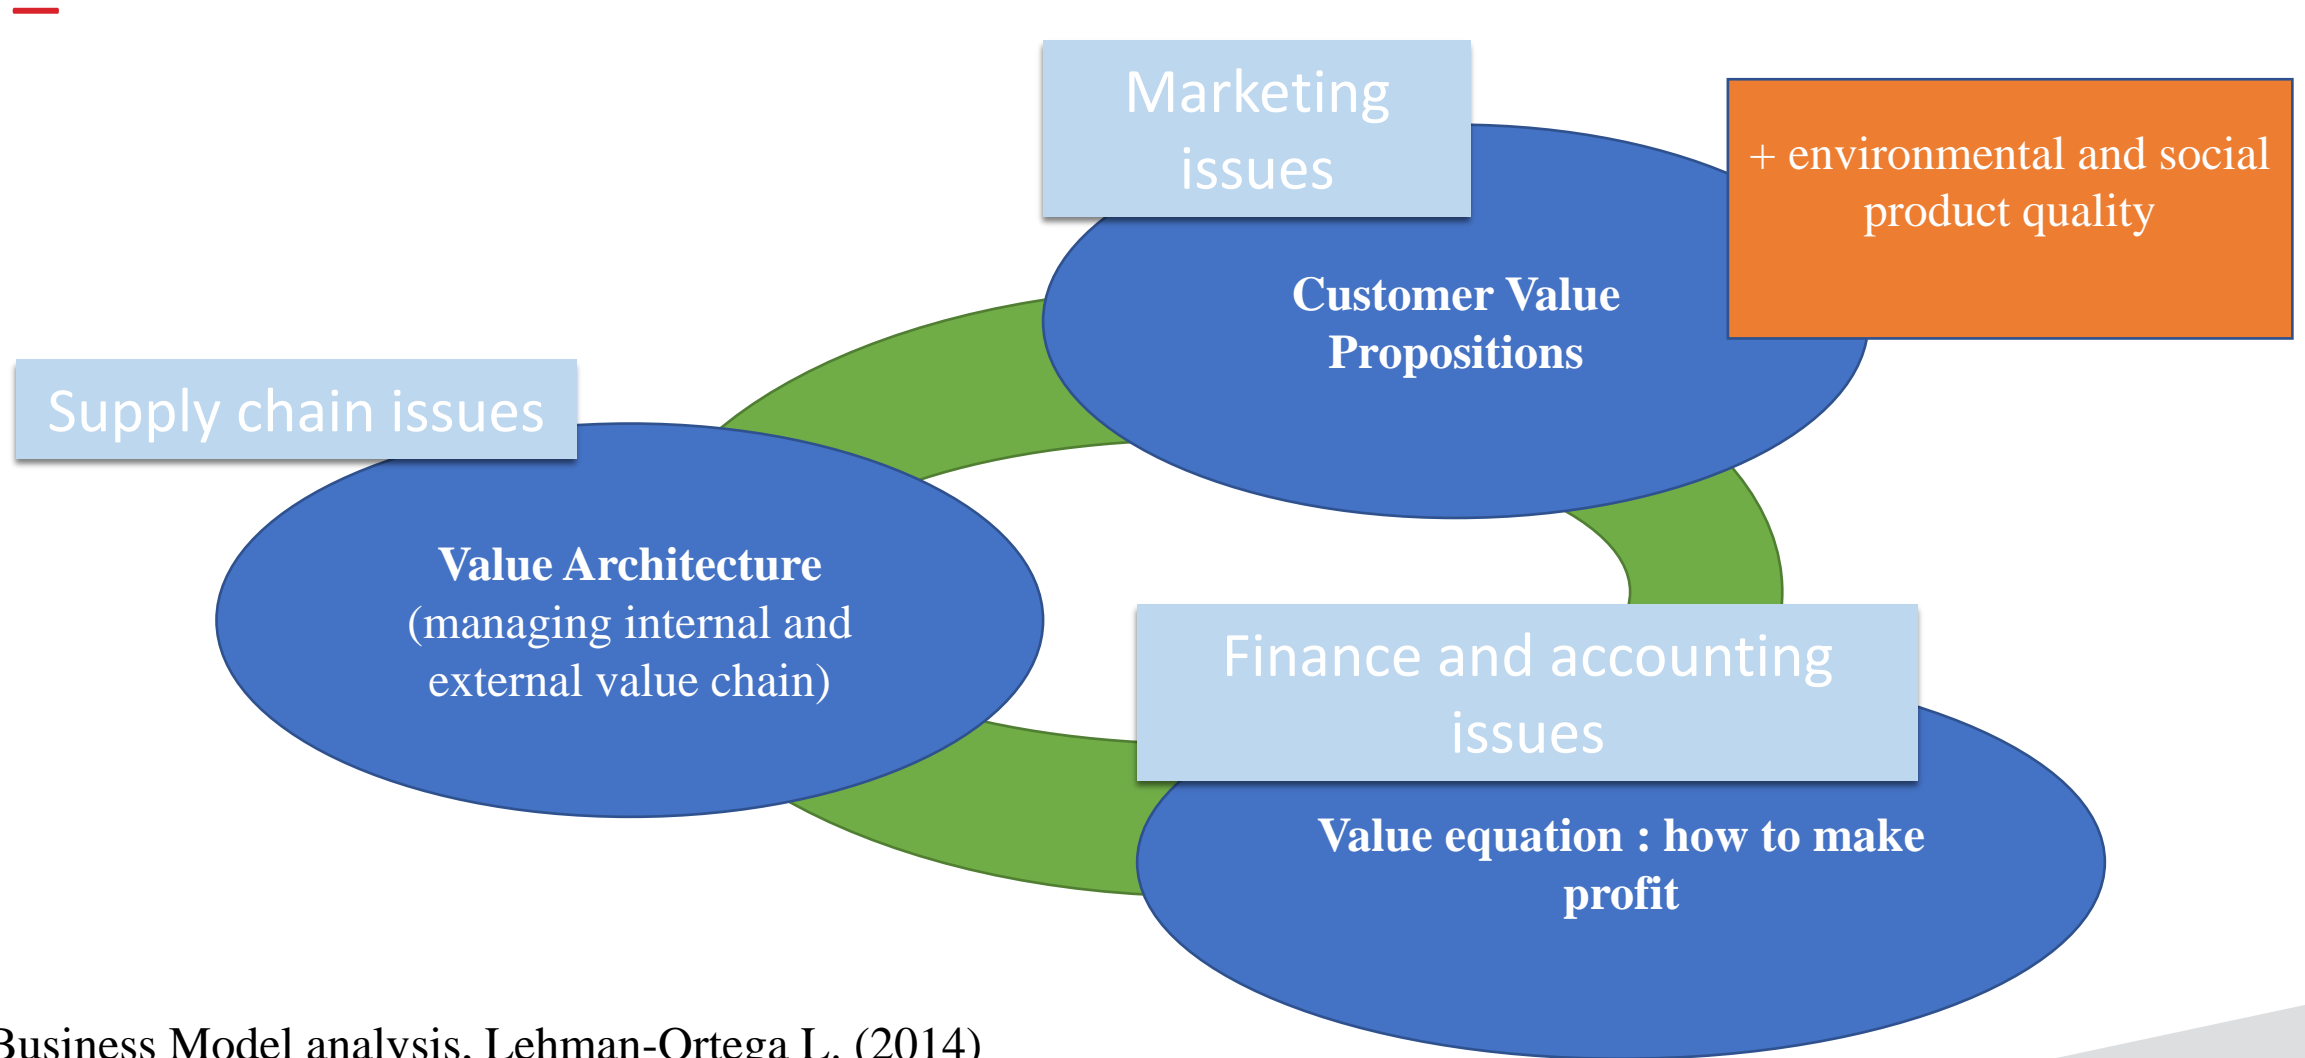 Marketing
issues
+ environmental and social
product quality
Customer Value
Propositions
Supply chain issues
Value Architecture
(managing internal and
external value chain)
Finance and accounting
issues
Value equation : how to make
profit
Business Model analysis, Lehman-Ortega L. (2014)